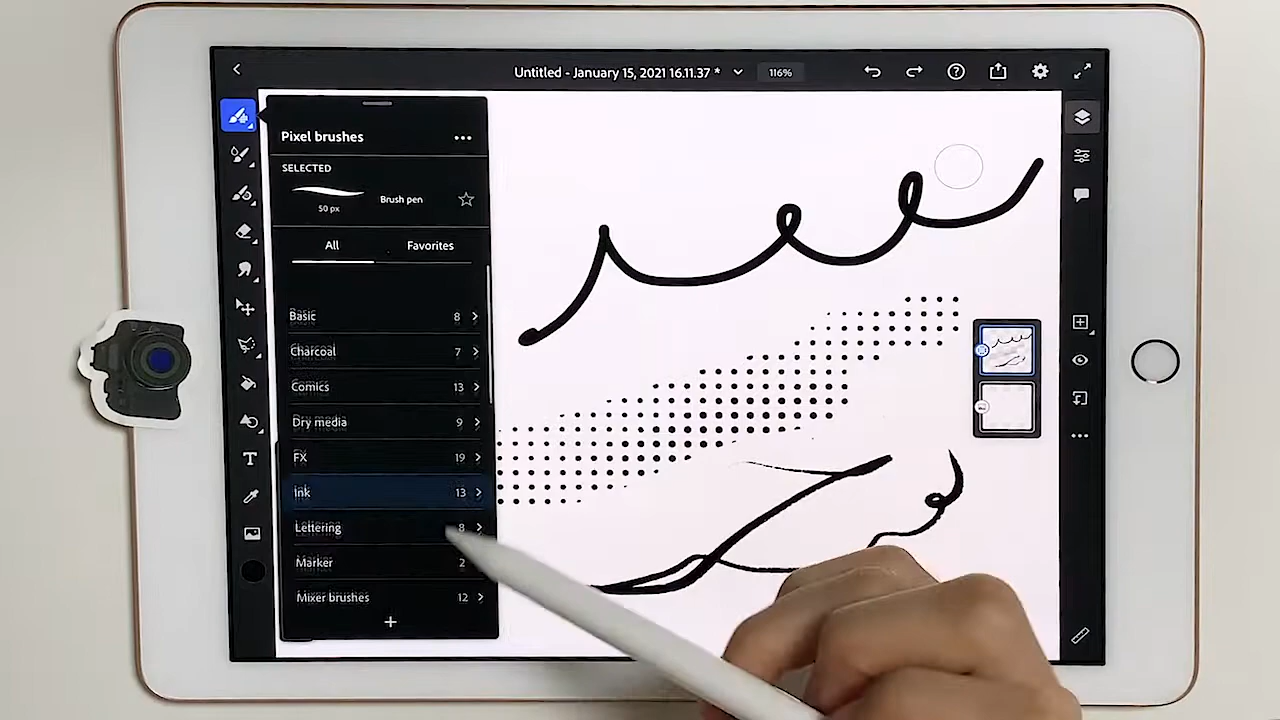 Untitled - January 15, 2021 16.11.37 *
116%
Pixel brushes
SELECTED
50 px
Brush pen
All
Favorites
Basic 8
Charcoal 7
Comics 13
Dry media 9
FX 19
Ink 13
Lettering 8
Marker 2
Mixer brushes 12
T